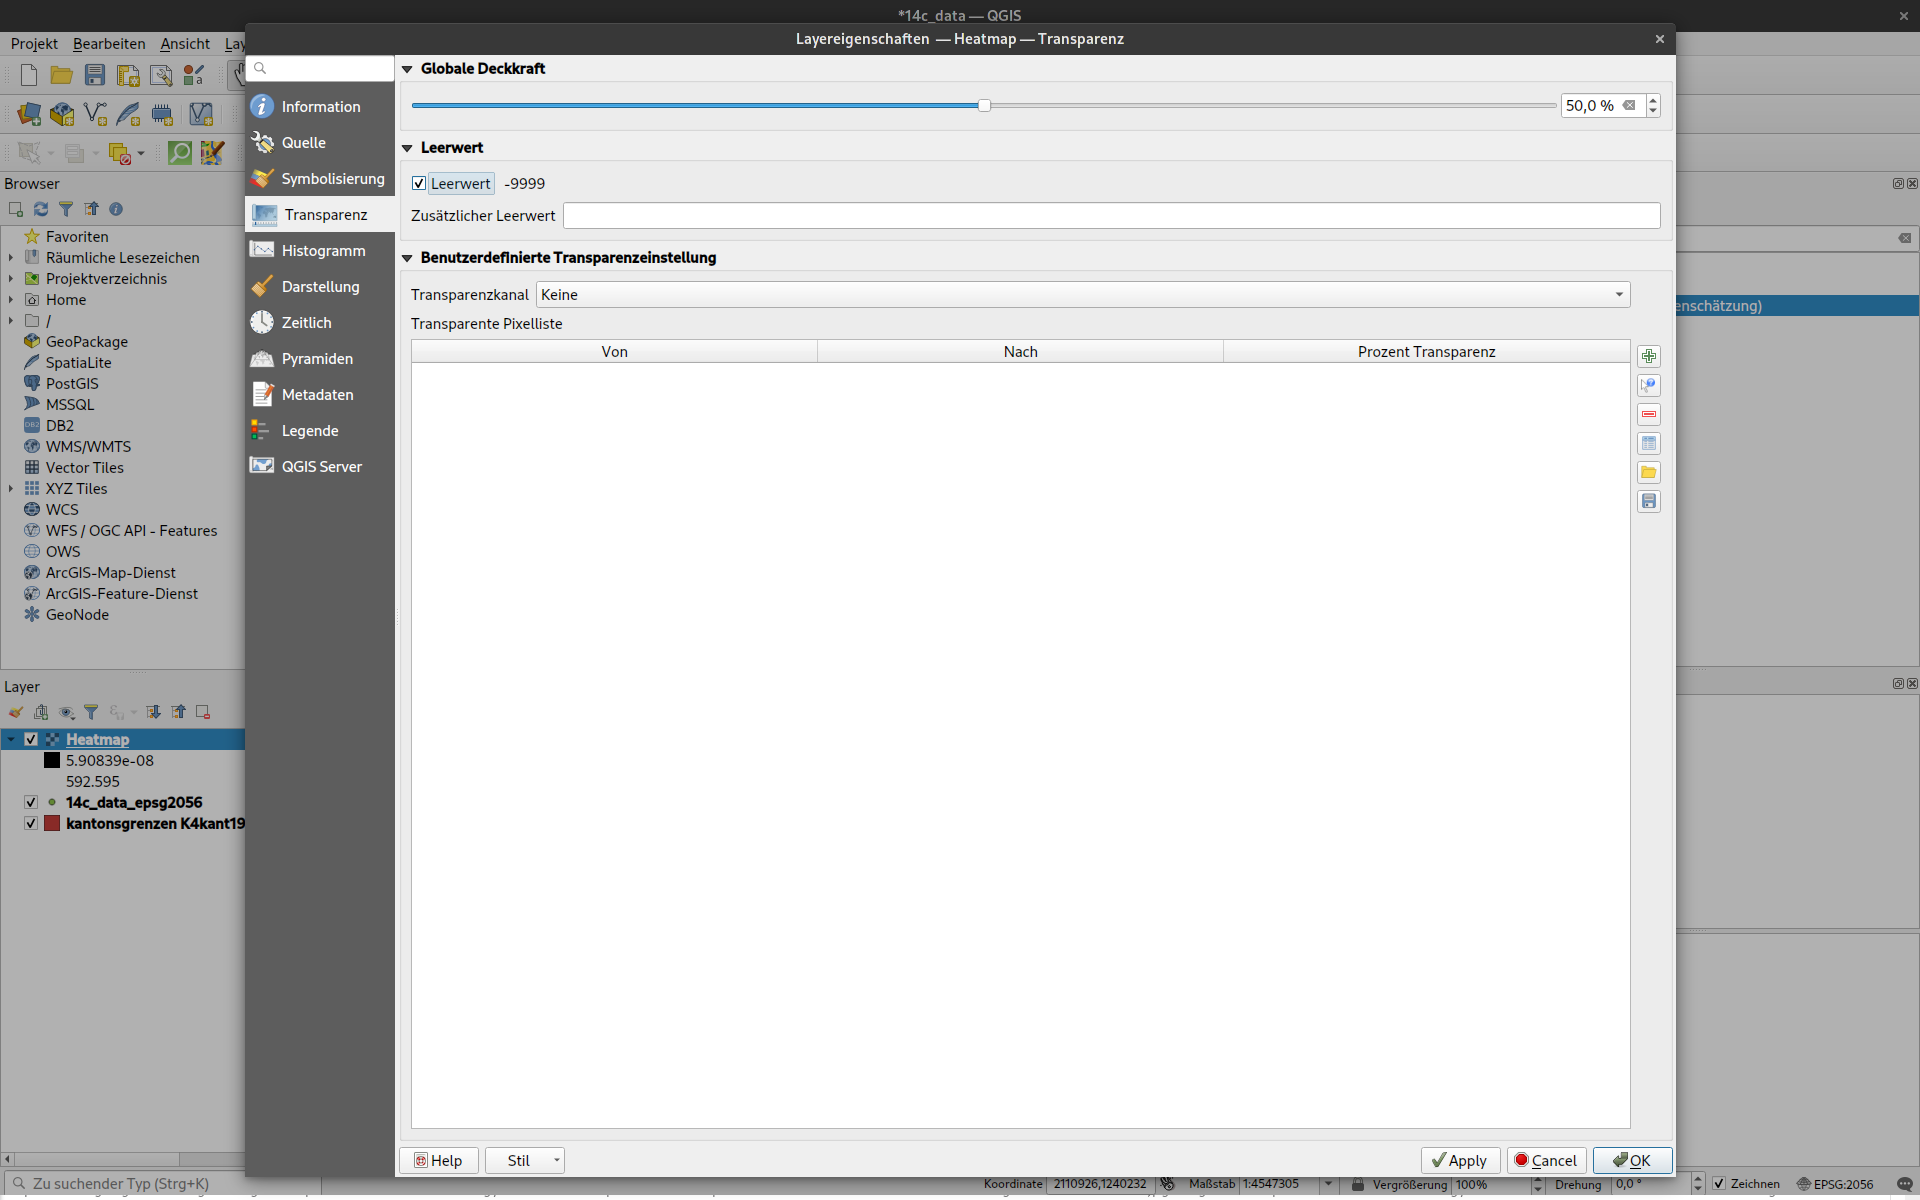 *14c_data — QGIS
Projekt Bearbeiten Ansicht Lay
Layereigenschaften — Heatmap — Transparenz
Browser
Favoriten
Räumliche Lesezeichen
Projektverzeichnis
Home
/
GeoPackage
SpatiaLite
PostGIS
MSSQL
DB2
WMS/WMTS
Vector Tiles
XYZ Tiles
WCS
WFS / OGC API - Features
OWS
ArcGIS-Map-Dienst
ArcGIS-Feature-Dienst
GeoNode
Layer
Heatmap
5.90839e-08
592.595
14c_data_epsg2056
kantonsgrenzen K4kant19
Information
Quelle
Symbolisierung
Transparenz
Histogramm
Darstellung
Zeitlich
Pyramiden
Metadaten
Legende
QGIS Server
Globale Deckkraft
50,0 %
Leerwert
Leerwert -9999
Zusätzlicher Leerwert
Benutzerdefinierte Transparenzeinstellung
Transparenzkanal Keine
Transparente Pixelliste
Von Nach Prozent Transparenz
enschätzung)
Help Stil Apply Cancel OK
Zu suchender Typ (Strg+K) Koordinate 2110926,1240232 Maßstab 1:4547305 Vergrößerung 100% Drehung 0,0 ° Zeichnen EPSG:2056